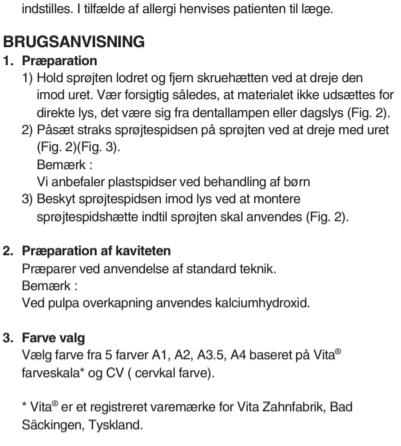 indstilles. I tilfælde af allergi henvises patienten til læge.
BRUGSANVISNING
1. Præparation
1) Hold sprøjten lodret og fjern skruehætten ved at dreje den
imod uret. Vær forsigtig således, at materialet ikke udsættes for
direkte lys, det være sig fra dentallampen eller dagslys (Fig. 2).
2) Påsæt straks sprøjtespidsen på sprøjten ved at dreje med uret
(Fig. 2)(Fig. 3).
Bemærk :
Vi anbefaler plastspidser ved behandling af børn
3) Beskyt sprøjtespidsen imod lys ved at montere
sprøjtespidshætte indtil sprøjten skal anvendes (Fig. 2).
2. Præparation af kaviteten
Præparer ved anvendelse af standard teknik.
Bemærk :
Ved pulpa overkapning anvendes kalciumhydroxid.
3. Farve valg
Vælg farve fra 5 farver A1, A2, A3.5, A4 baseret på Vita®
farveskala* og CV ( cervkal farve).
* Vita® er et registreret varemærke for Vita Zahnfabrik, Bad
Säckingen, Tyskland.